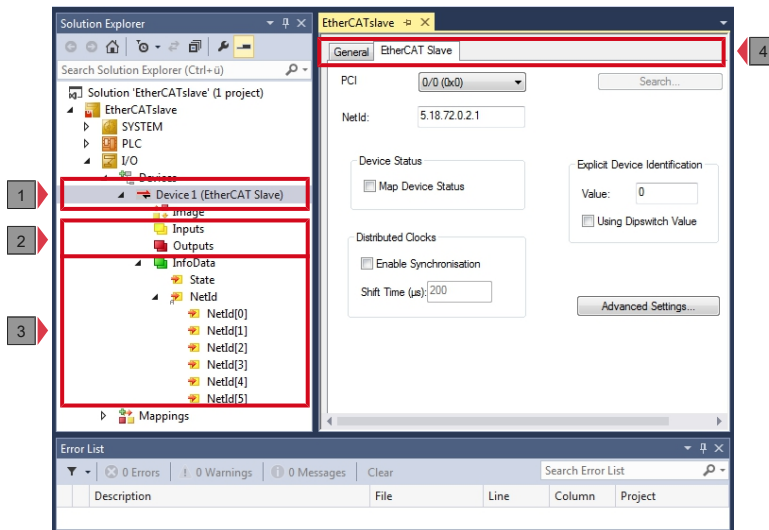 Solution Explorer
Search Solution Explorer (Ctrl+ü)
Solution 'EtherCATslave' (1 project)
EtherCATslave
SYSTEM
PLC
I/O
Devices
Device 1 (EtherCAT Slave)
Image
Inputs
Outputs
InfoData
State
NetId
NetId[0]
NetId[1]
NetId[2]
NetId[3]
NetId[4]
NetId[5]
Mappings
1
2
3
EtherCATslave
General
EtherCAT Slave
4
PCI
0/0 (0x0)
Search...
NetId:
5.18.72.0.2.1
Device Status
Map Device Status
Explicit Device Identification
Value:
0
Using Dipswitch Value
Distributed Clocks
Enable Synchronisation
Shift Time (µs):
200
Advanced Settings...
Error List
0 Errors
0 Warnings
0 Messages
Clear
Search Error List
Description
File
Line
Column
Project